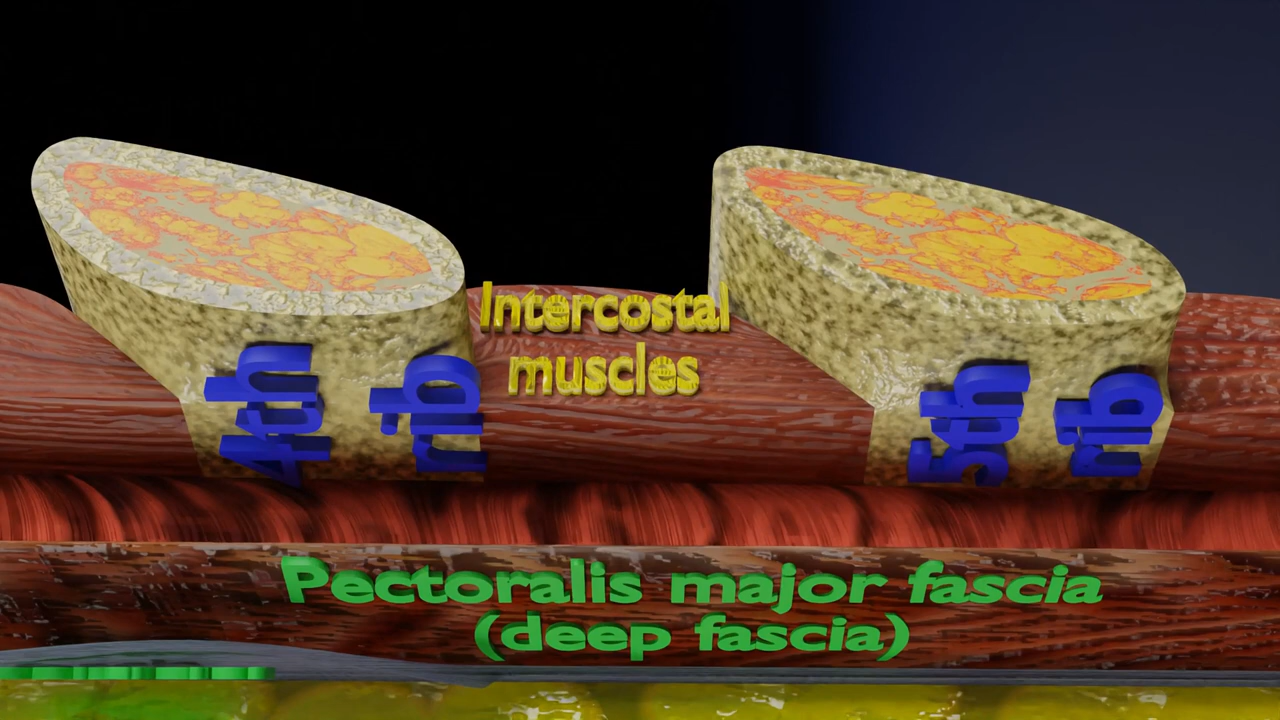 Intercostal
muscles
4th rib
5th rib
Pectoralis major fascia
(deep fascia)